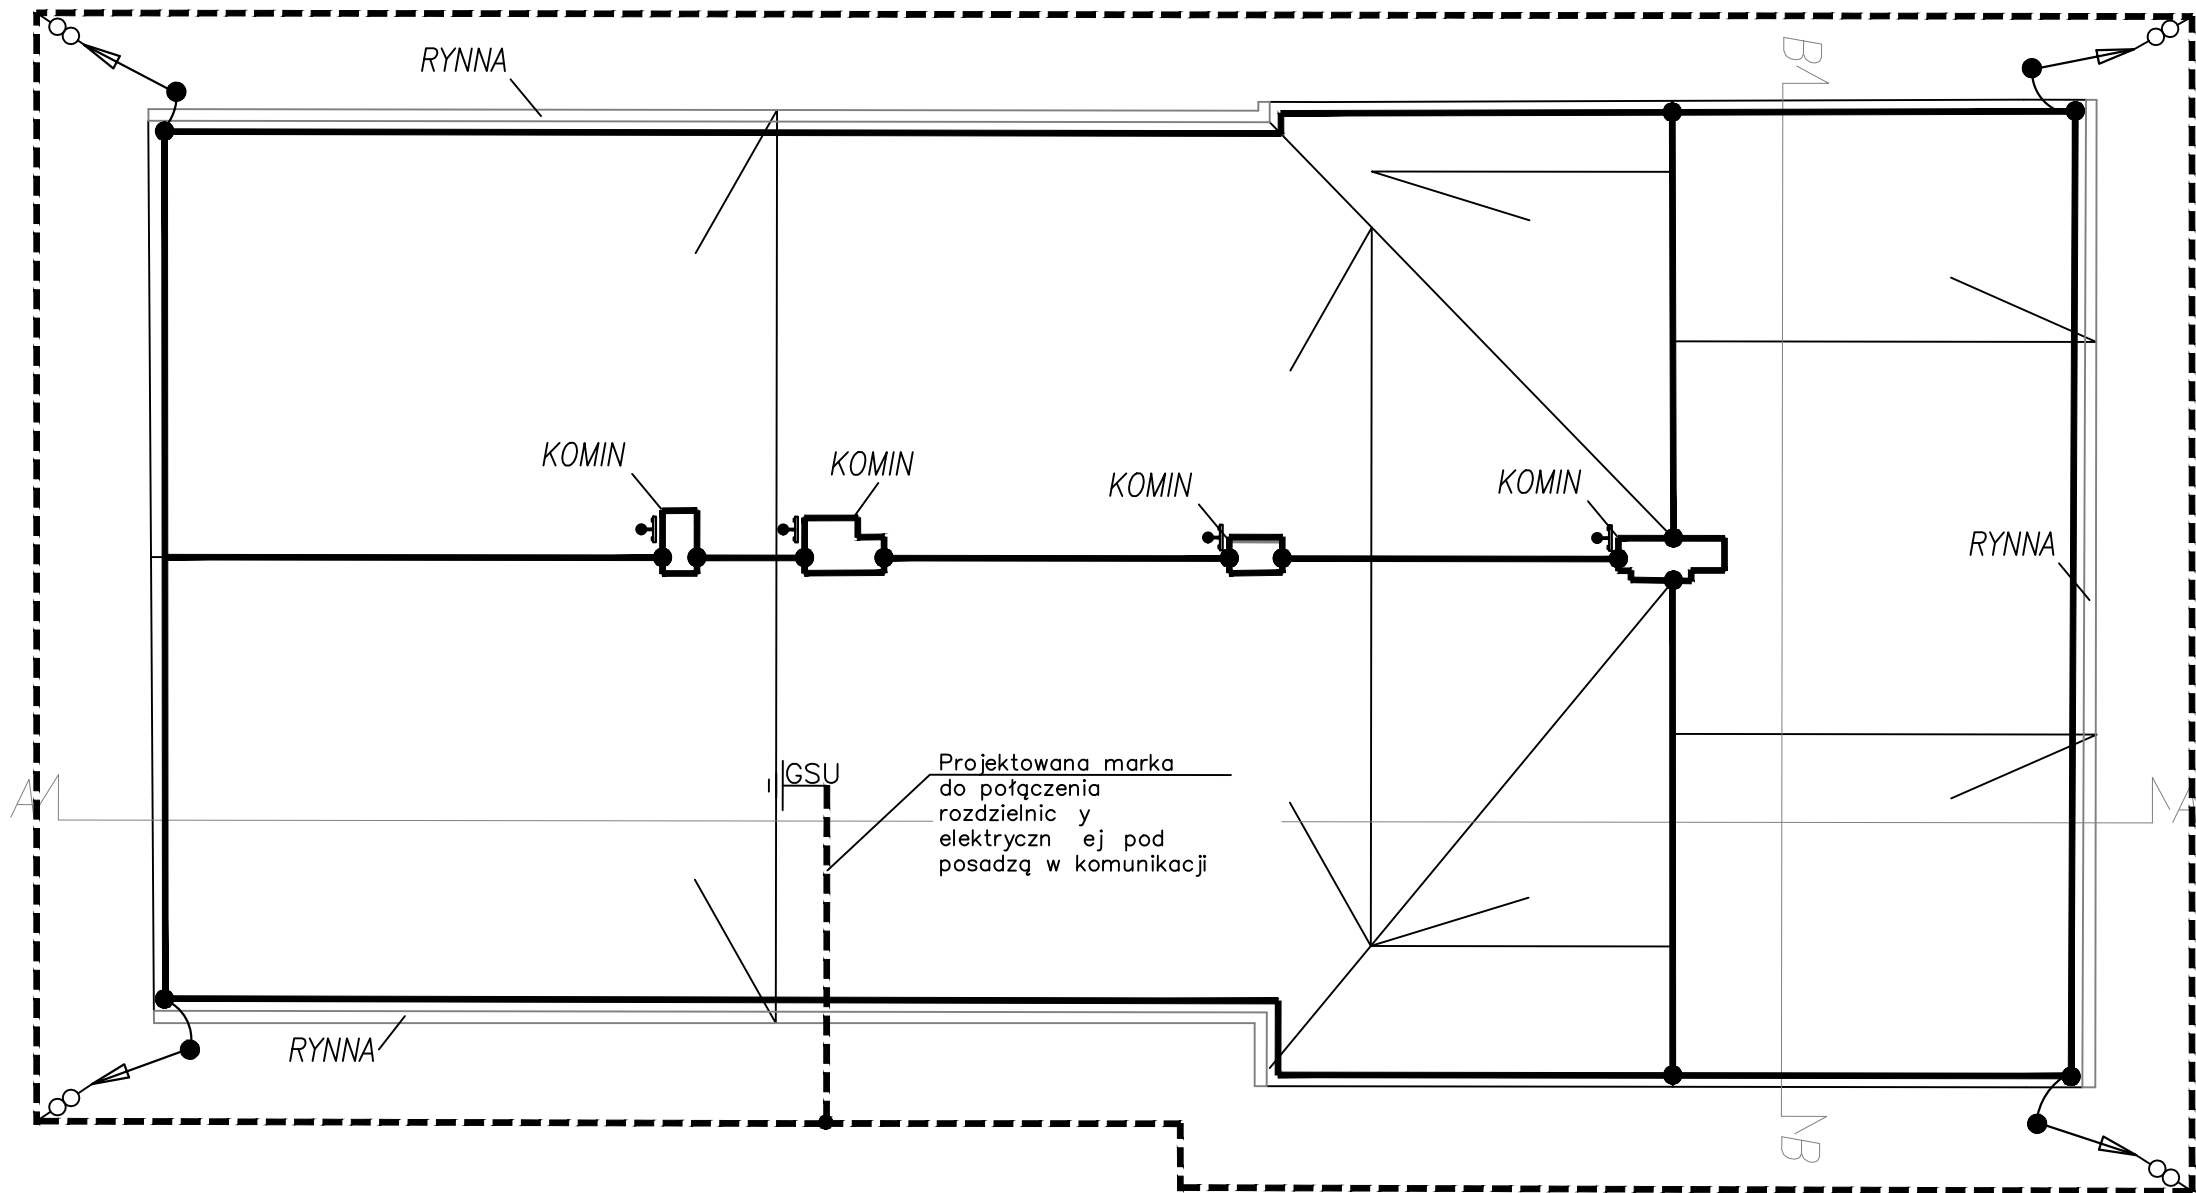 RYNNA
B
KOMIN
KOMIN
KOMIN
KOMIN
RYNNA
GSU
Projektowana marka
do połączenia
rozdzielnic y
elektryczn ej pod
posadzą w komunikacji
A
A
RYNNA
B